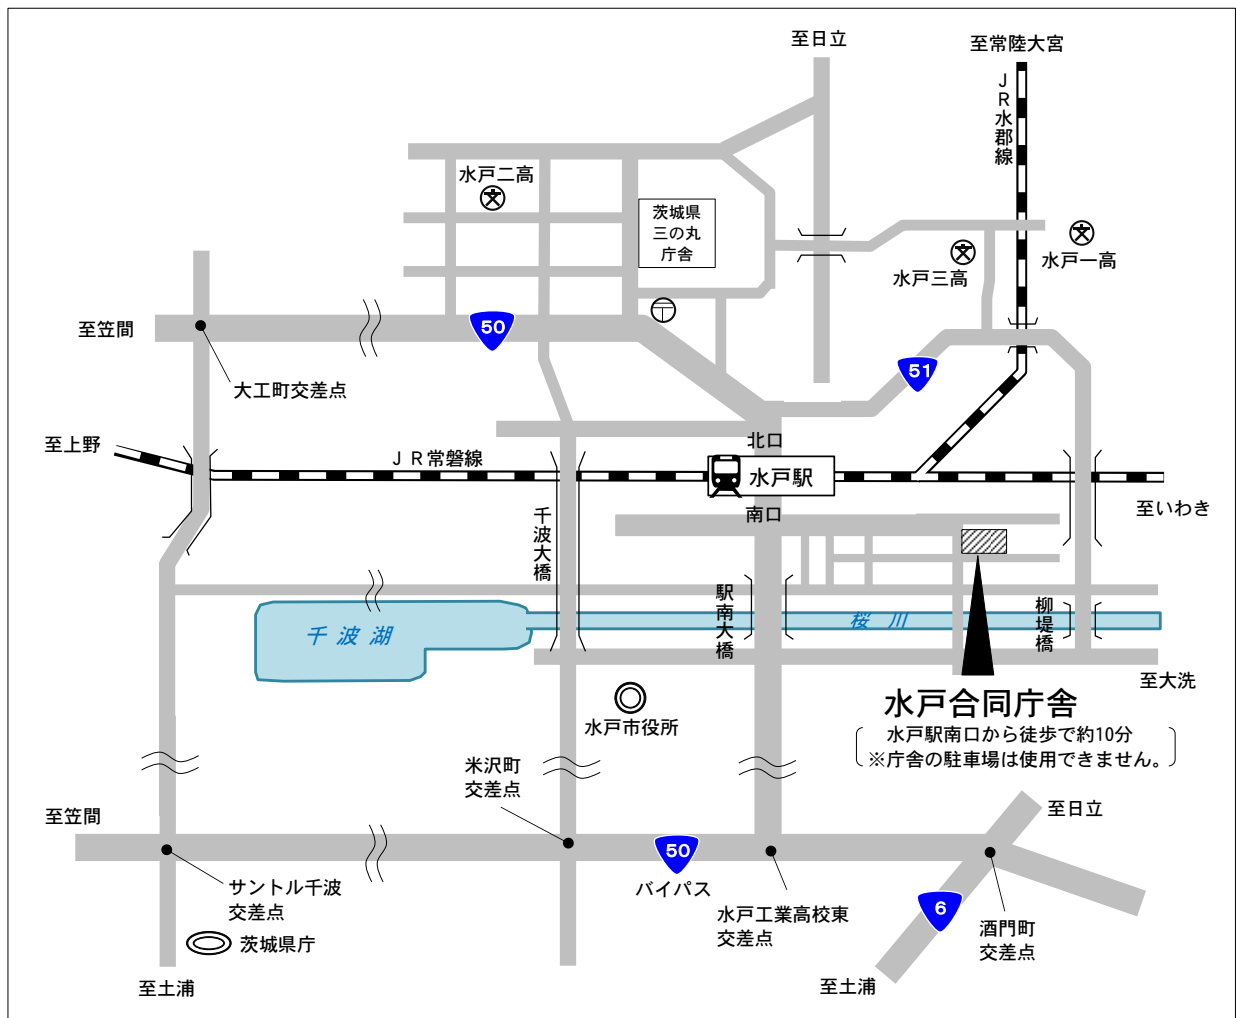 至日立
至常陸大宮
ＪＲ水郡線
水戸二高
茨城県
三の丸
庁舎
水戸三高
水戸一高
至笠間
50
51
大工町交差点
至上野
ＪＲ常磐線
北口
水戸駅
南口
至いわき
千波大橋
駅南大橋
柳堤橋
千波湖
桜川
至大洗
水戸市役所
水戸合同庁舎
水戸駅南口から徒歩で約10分
※庁舎の駐車場は使用できません。
米沢町
交差点
至笠間
至日立
50
バイパス
サントル千波
交差点
水戸工業高校東
交差点
6
酒門町
交差点
茨城県庁
至土浦
至土浦